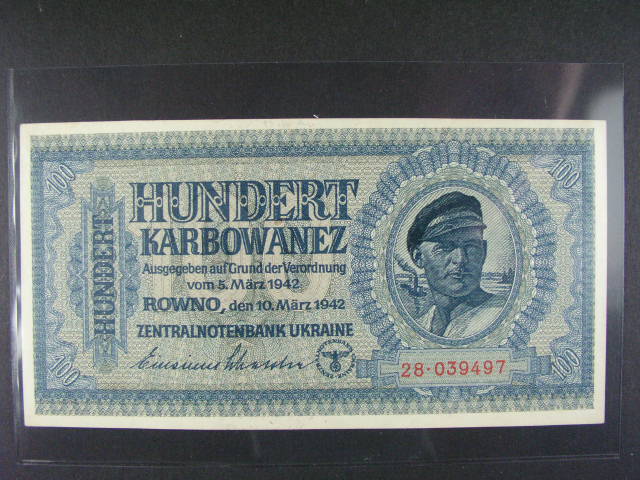 100
100
HUNDERT
HUNDERT
KARBOWANEZ
Ausgegeben auf Grund der Verordnung
vom 5. März 1942
ROWNO, den 10. März 1942
ZENTRALNOTENBANK UKRAINE
28·039497
100
100